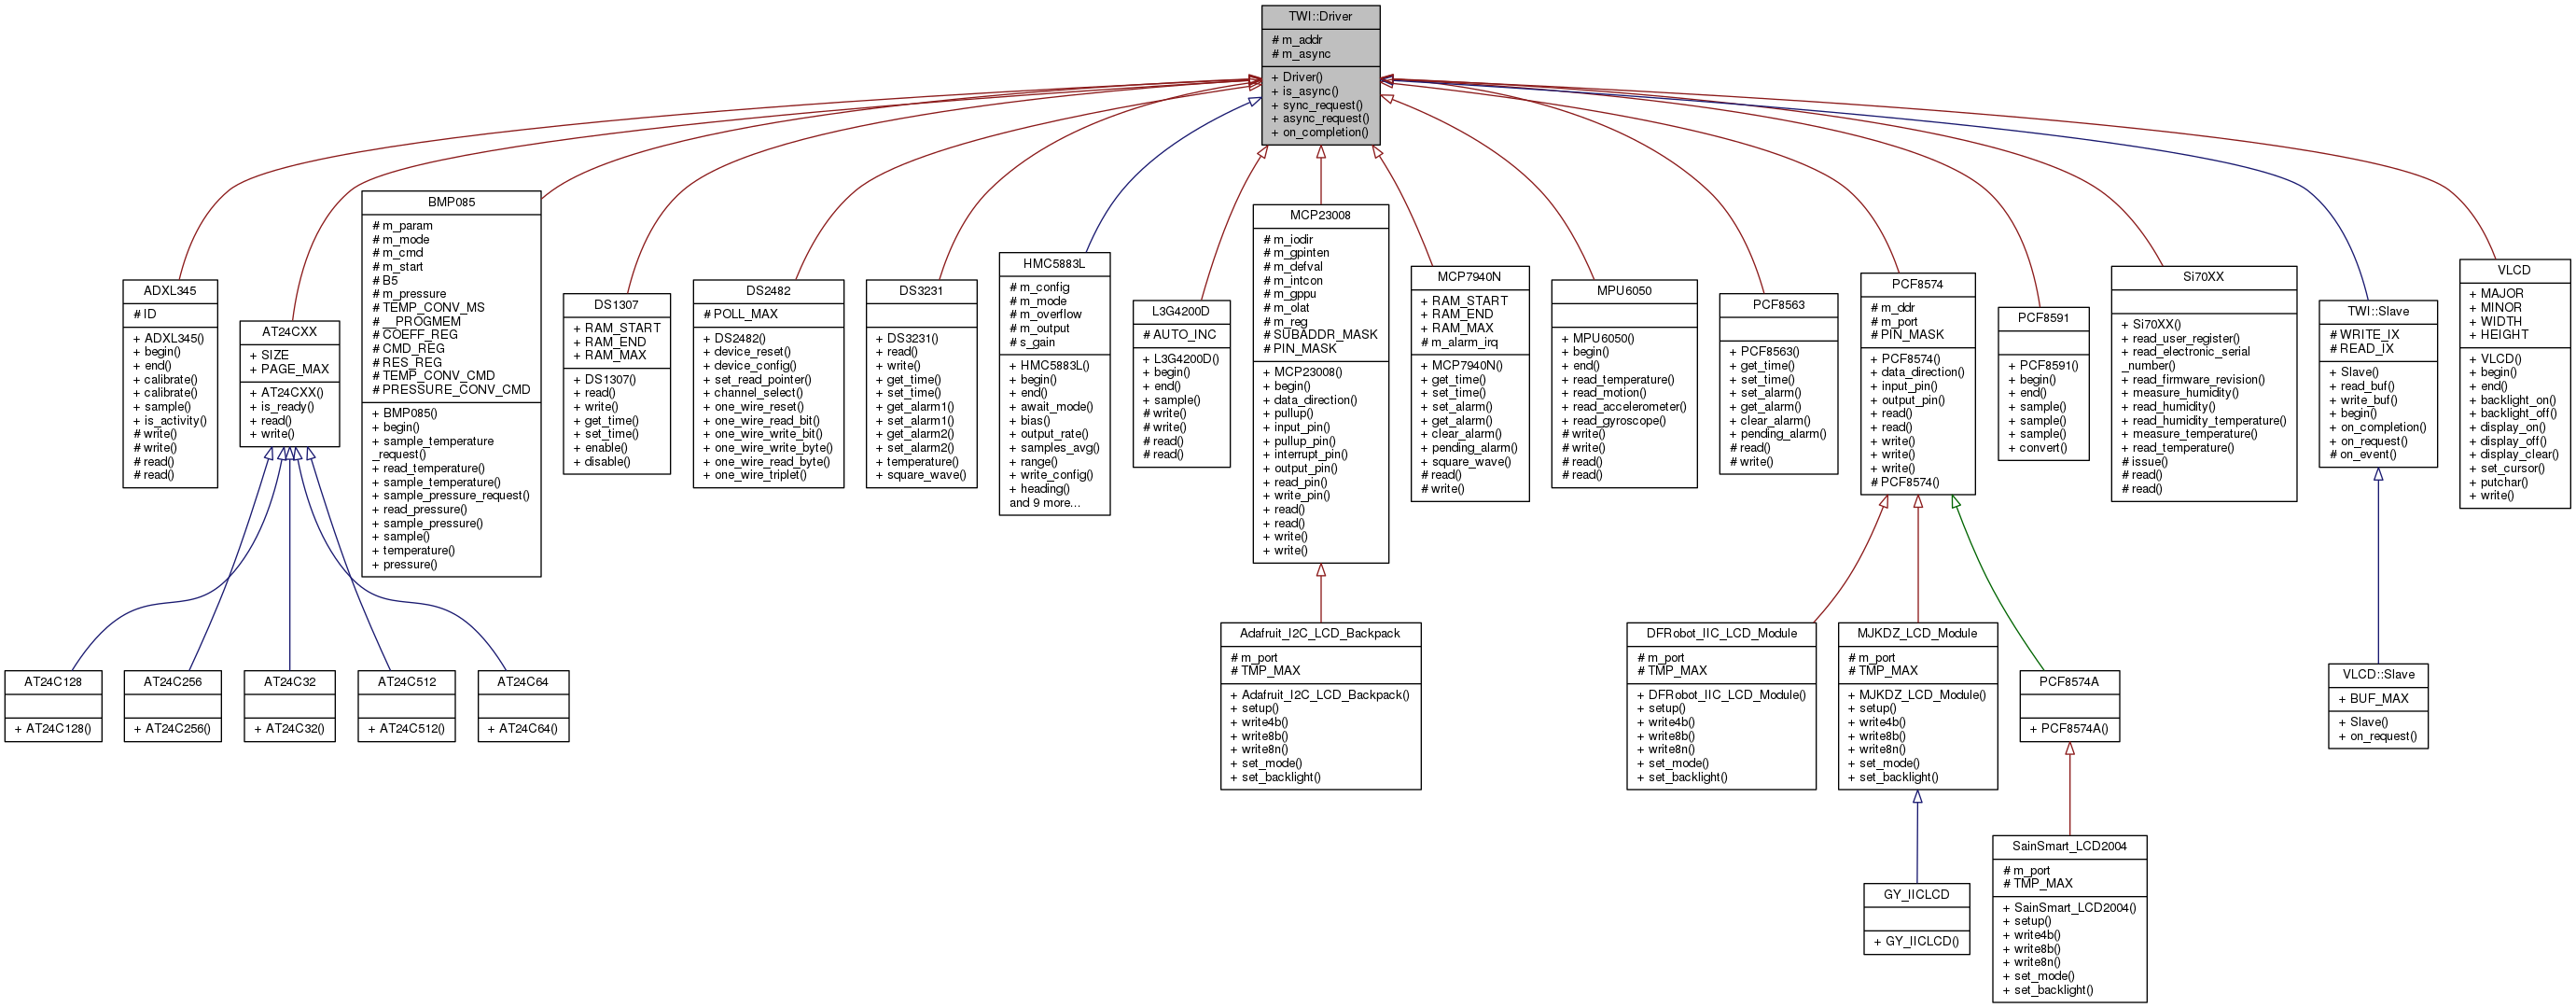 TWI::Driver
# m_addr
# m_async
+ Driver()
+ is_async()
+ sync_request()
+ async_request()
+ on_completion()
ADXL345
# ID
+ ADXL345()
+ begin()
+ end()
+ calibrate()
+ calibrate()
+ sample()
+ is_activity()
# write()
# write()
# read()
# read()
AT24CXX
+ SIZE
+ PAGE_MAX
+ AT24CXX()
+ is_ready()
+ read()
+ write()
BMP085
# m_param
# m_mode
# m_cmd
# m_start
# B5
# m_pressure
# TEMP_CONV_MS
# __PROGMEM
# COEFF_REG
# CMD_REG
# RES_REG
# TEMP_CONV_CMD
# PRESSURE_CONV_CMD
+ BMP085()
+ begin()
+ sample_temperature
_request()
+ read_temperature()
+ sample_temperature()
+ sample_pressure_request()
+ read_pressure()
+ sample_pressure()
+ sample()
+ temperature()
+ pressure()
DS1307
+ RAM_START
+ RAM_END
+ RAM_MAX
+ DS1307()
+ read()
+ write()
+ get_time()
+ set_time()
+ enable()
+ disable()
DS2482
# POLL_MAX
+ DS2482()
+ device_reset()
+ device_config()
+ set_read_pointer()
+ channel_select()
+ one_wire_reset()
+ one_wire_read_bit()
+ one_wire_write_bit()
+ one_wire_write_byte()
+ one_wire_read_byte()
+ one_wire_triplet()
DS3231
+ DS3231()
+ read()
+ write()
+ get_time()
+ set_time()
+ get_alarm1()
+ set_alarm1()
+ get_alarm2()
+ set_alarm2()
+ temperature()
+ square_wave()
HMC5883L
# m_config
# m_mode
# m_overflow
# m_output
# s_gain
+ HMC5883L()
+ begin()
+ end()
+ await_mode()
+ bias()
+ output_rate()
+ samples_avg()
+ range()
+ write_config()
+ heading()
and 9 more...
L3G4200D
# AUTO_INC
+ L3G4200D()
+ begin()
+ end()
+ sample()
# write()
# write()
# read()
# read()
MCP23008
# m_iodir
# m_gpinten
# m_defval
# m_intcon
# m_gppu
# m_olat
# m_reg
# SUBADDR_MASK
# PIN_MASK
+ MCP23008()
+ begin()
+ data_direction()
+ pullup()
+ input_pin()
+ pullup_pin()
+ interrupt_pin()
+ output_pin()
+ read_pin()
+ write_pin()
+ read()
+ read()
+ write()
+ write()
MCP7940N
+ RAM_START
+ RAM_END
+ RAM_MAX
# m_alarm_irq
+ MCP7940N()
+ get_time()
+ set_time()
+ set_alarm()
+ get_alarm()
+ clear_alarm()
+ pending_alarm()
+ square_wave()
# read()
# write()
MPU6050
+ MPU6050()
+ begin()
+ end()
+ read_temperature()
+ read_motion()
+ read_accelerometer()
+ read_gyroscope()
# write()
# write()
# read()
# read()
PCF8563
+ PCF8563()
+ get_time()
+ set_time()
+ set_alarm()
+ get_alarm()
+ clear_alarm()
+ pending_alarm()
# read()
# write()
PCF8574
# m_ddr
# m_port
# PIN_MASK
+ PCF8574()
+ data_direction()
+ input_pin()
+ output_pin()
+ read()
+ read()
+ write()
+ write()
+ write()
# PCF8574()
PCF8591
+ PCF8591()
+ begin()
+ end()
+ sample()
+ sample()
+ sample()
+ convert()
Si70XX
+ Si70XX()
+ read_user_register()
+ read_electronic_serial
_number()
+ read_firmware_revision()
+ measure_humidity()
+ read_humidity()
+ read_humidity_temperature()
+ measure_temperature()
+ read_temperature()
# issue()
# read()
# read()
TWI::Slave
# WRITE_IX
# READ_IX
+ Slave()
+ read_buf()
+ write_buf()
+ begin()
+ on_completion()
+ on_request()
# on_event()
VLCD
+ MAJOR
+ MINOR
+ WIDTH
+ HEIGHT
+ VLCD()
+ begin()
+ end()
+ backlight_on()
+ backlight_off()
+ display_on()
+ display_off()
+ display_clear()
+ set_cursor()
+ putchar()
+ write()
AT24C128
+ AT24C128()
AT24C256
+ AT24C256()
AT24C32
+ AT24C32()
AT24C512
+ AT24C512()
AT24C64
+ AT24C64()
Adafruit_I2C_LCD_Backpack
# m_port
# TMP_MAX
+ Adafruit_I2C_LCD_Backpack()
+ setup()
+ write4b()
+ write8b()
+ write8n()
+ set_mode()
+ set_backlight()
DFRobot_IIC_LCD_Module
# m_port
# TMP_MAX
+ DFRobot_IIC_LCD_Module()
+ setup()
+ write4b()
+ write8b()
+ write8n()
+ set_mode()
+ set_backlight()
MJKDZ_LCD_Module
# m_port
# TMP_MAX
+ MJKDZ_LCD_Module()
+ setup()
+ write4b()
+ write8b()
+ write8n()
+ set_mode()
+ set_backlight()
PCF8574A
+ PCF8574A()
VLCD::Slave
+ BUF_MAX
+ Slave()
+ on_request()
GY_IICLCD
+ GY_IICLCD()
SainSmart_LCD2004
# m_port
# TMP_MAX
+ SainSmart_LCD2004()
+ setup()
+ write4b()
+ write8b()
+ write8n()
+ set_mode()
+ set_backlight()